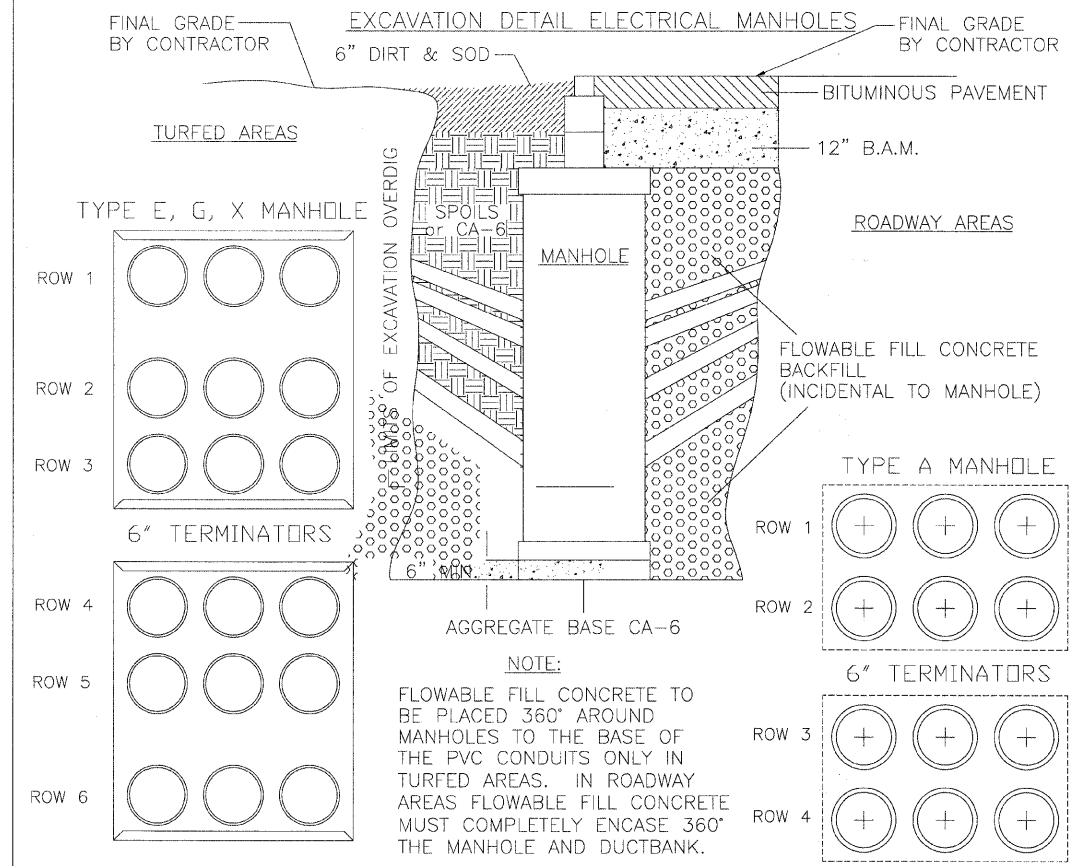 EXCAVATION DETAIL ELECTRICAL MANHOLES
FINAL GRADE
BY CONTRACTOR
6" DIRT & SOD
FINAL GRADE
BY CONTRACTOR
BITUMINOUS PAVEMENT
12" B.A.M.
TURFED AREAS
ROADWAY AREAS
LIMITS OF EXCAVATION OVERDIG
SPOILS
or CA-6
MANHOLE
FLOWABLE FILL CONCRETE
BACKFILL
(INCIDENTAL TO MANHOLE)
6" MIN.
AGGREGATE BASE CA-6
TYPE E, G, X MANHOLE
ROW 1
ROW 2
ROW 3
6" TERMINATORS
ROW 4
ROW 5
ROW 6
NOTE:
FLOWABLE FILL CONCRETE TO
BE PLACED 360° AROUND
MANHOLES TO THE BASE OF
THE PVC CONDUITS ONLY IN
TURFED AREAS. IN ROADWAY
AREAS FLOWABLE FILL CONCRETE
MUST COMPLETELY ENCASE 360°
THE MANHOLE AND DUCTBANK.
TYPE A MANHOLE
ROW 1
ROW 2
6" TERMINATORS
ROW 3
ROW 4